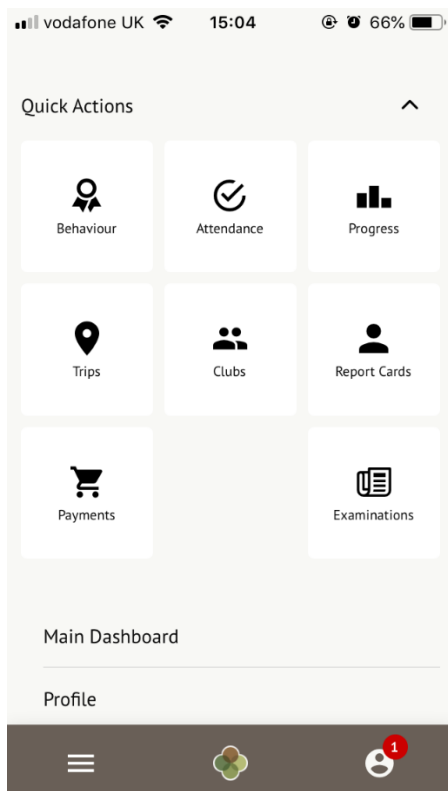 vodafone UK 15:04 66%
Quick Actions
Behaviour Attendance Progress
Trips Clubs Report Cards
Payments Examinations
Main Dashboard
Profile
1